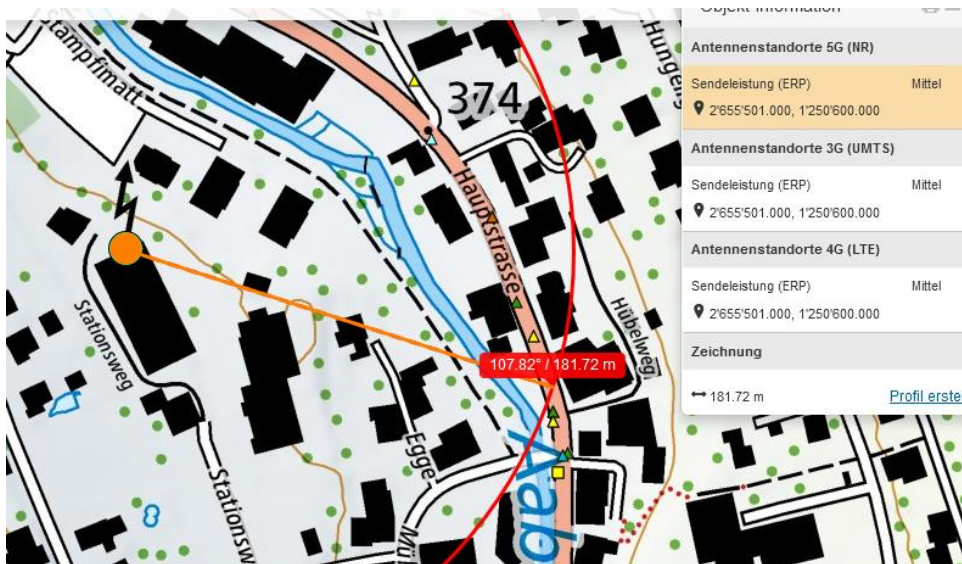 Objekt-Information
Antennenstandorte 5G (NR)
Sendeleistung (ERP) Mittel
2'655'501.000, 1'250'600.000
Antennenstandorte 3G (UMTS)
Sendeleistung (ERP) Mittel
2'655'501.000, 1'250'600.000
Antennenstandorte 4G (LTE)
Sendeleistung (ERP) Mittel
2'655'501.000, 1'250'600.000
Zeichnung
181.72 m Profil erste
Stampfimatt
374
Hauptstrasse
Stationsweg
107.82° / 181.72 m
Hübelweg
Egge
Stationsw
Mü
Aab